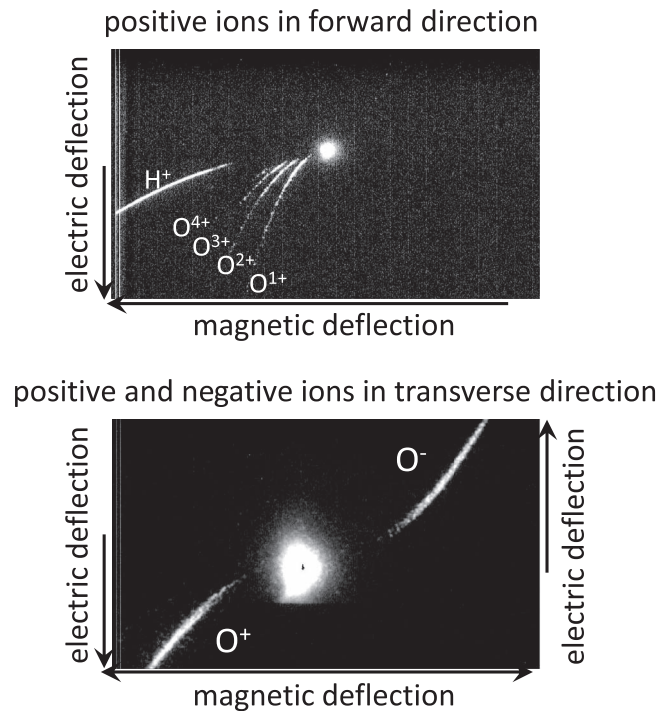 positive ions in forward direction
electric deflection
H⁺
O⁴⁺
O³⁺
O²⁺
O¹⁺
magnetic deflection
positive and negative ions in transverse direction
electric deflection
O⁻
O⁺
electric deflection
magnetic deflection